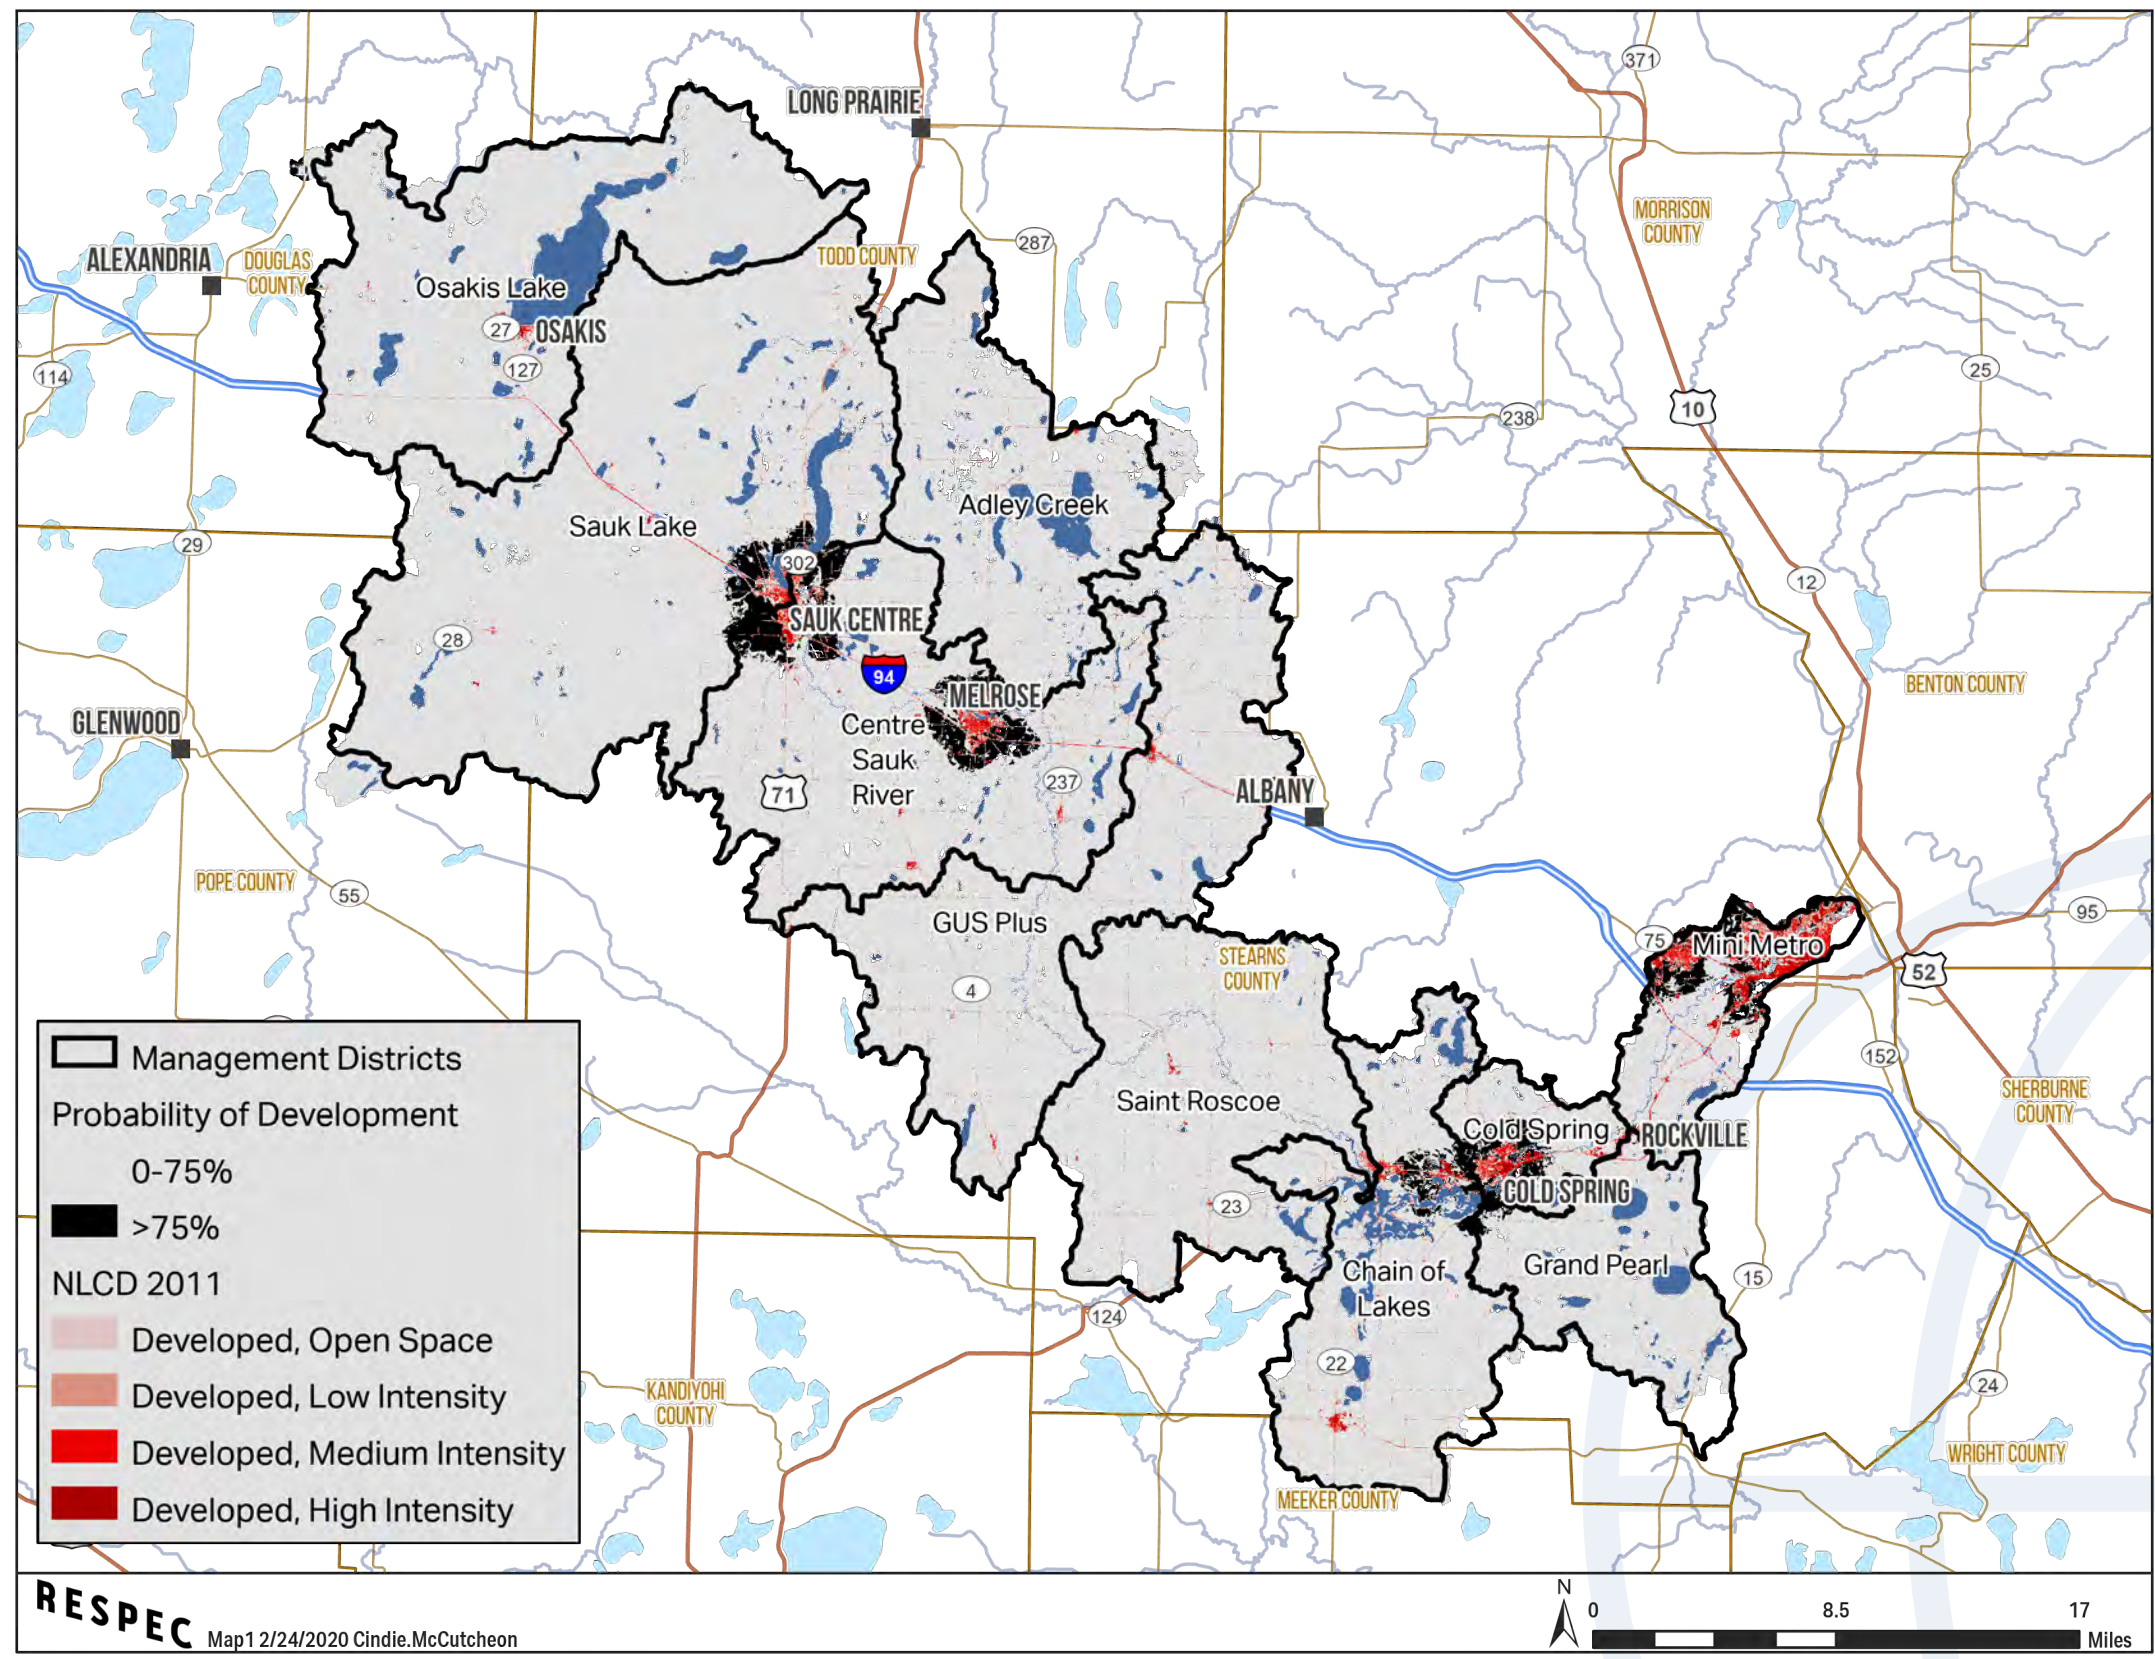 371
LONG PRAIRIE
MORRISON
COUNTY
287
TODD COUNTY
ALEXANDRIA
DOUGLAS
COUNTY
Osakis Lake
27
OSAKIS
127
114
25
10
238
Adley Creek
Sauk Lake
29
302
12
SAUK CENTRE
28
94
BENTON COUNTY
MELROSE
GLENWOOD
Centre
Sauk
River
71
237
ALBANY
POPE COUNTY
55
GUS Plus
95
75
Mini Metro
STEARNS
COUNTY
52
4
152
SHERBURNE
COUNTY
Saint Roscoe
Cold Spring
ROCKVILLE
COLD SPRING
23
Chain of
Lakes
Grand Pearl
15
124
22
24
KANDIYOHI
COUNTY
WRIGHT COUNTY
MEEKER COUNTY
Management Districts
Probability of Development
0-75%
>75%
NLCD 2011
Developed, Open Space
Developed, Low Intensity
Developed, Medium Intensity
Developed, High Intensity
RESPEC
Map1 2/24/2020 Cindie.McCutcheon
N
0 8.5 17
Miles